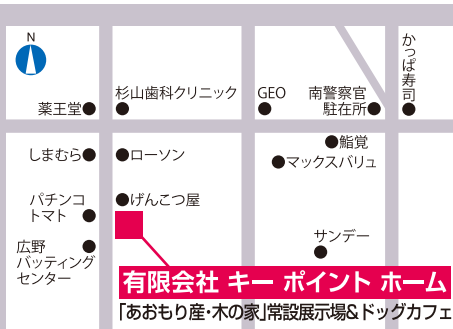 N
かっぱ寿司
杉山歯科クリニック
GEO
南警察官
駐在所
薬王堂
鮨覚
しまむら
ローソン
マックスバリュ
パチンコ
トマト
げんこつ屋
広野
バッティング
センター
サンデー
有限会社 キー ポイント ホーム
「あおもり産・木の家」常設展示場&ドッグカフェ